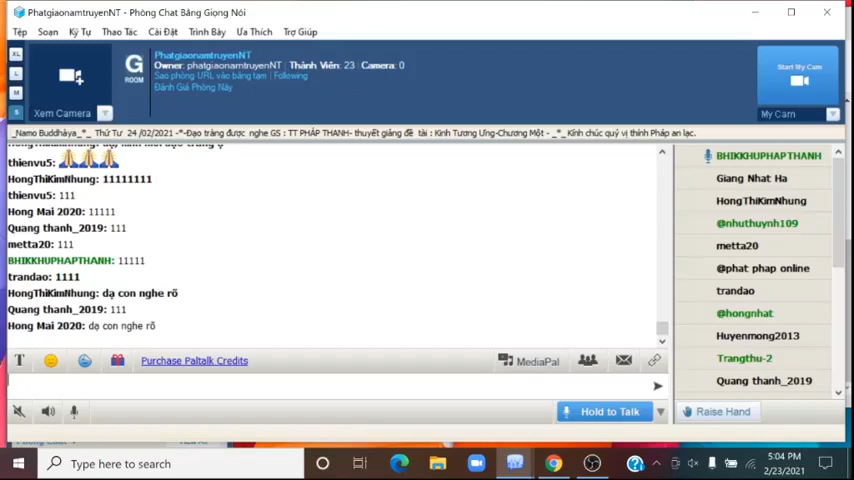 PhatgiaonamtruyenNT - Phòng Chat Bằng Giọng Nói
Tệp Soạn Ký Tự Thao Tác Cài Đặt Trình Bày Ưa Thích Trợ Giúp
XL
L
M
S
Xem Camera
G
ROOM
PhatgiaonamtruyenNT
Owner: phatgiaonamtruyenNT | Thành Viên: 23 Camera: 0
Sao phòng URL vào bảng tạm | Following
Đánh Giá Phòng Này
Start My Cam
My Cam
_Namo Buddhàya_*_ Thứ Tư 24 /02/2021 -*-Đạo tràng được nghe GS : TT PHÁP THANH- thuyết giảng đề tài : Kinh Tương Ưng-Chương Một - _*_Kính chúc quý vị thính Pháp an lạc.
thienvu5: 🙏🙏🙏
HongThiKimNhung: 11111111
thienvu5: 111
Hong Mai 2020: 11111
Quang thanh_2019: 111
metta20: 111
BHIKKHUPHAPTHANH: 11111
trandao: 1111
HongThiKimNhung: dạ con nghe rõ
Quang thanh_2019: 111
Hong Mai 2020: dạ con nghe rõ
BHIKKHUPHAPTHANH
Giang Nhat Ha
HongThiKimNhung
@nhuthuynh109
metta20
@phat phap online
trandao
@hongnhat
Huyenmong2013
Trangthu-2
Quang thanh_2019
T Purchase Paltalk Credits MediaPal
Hold to Talk Raise Hand
Type here to search
5:04 PM
2/23/2021